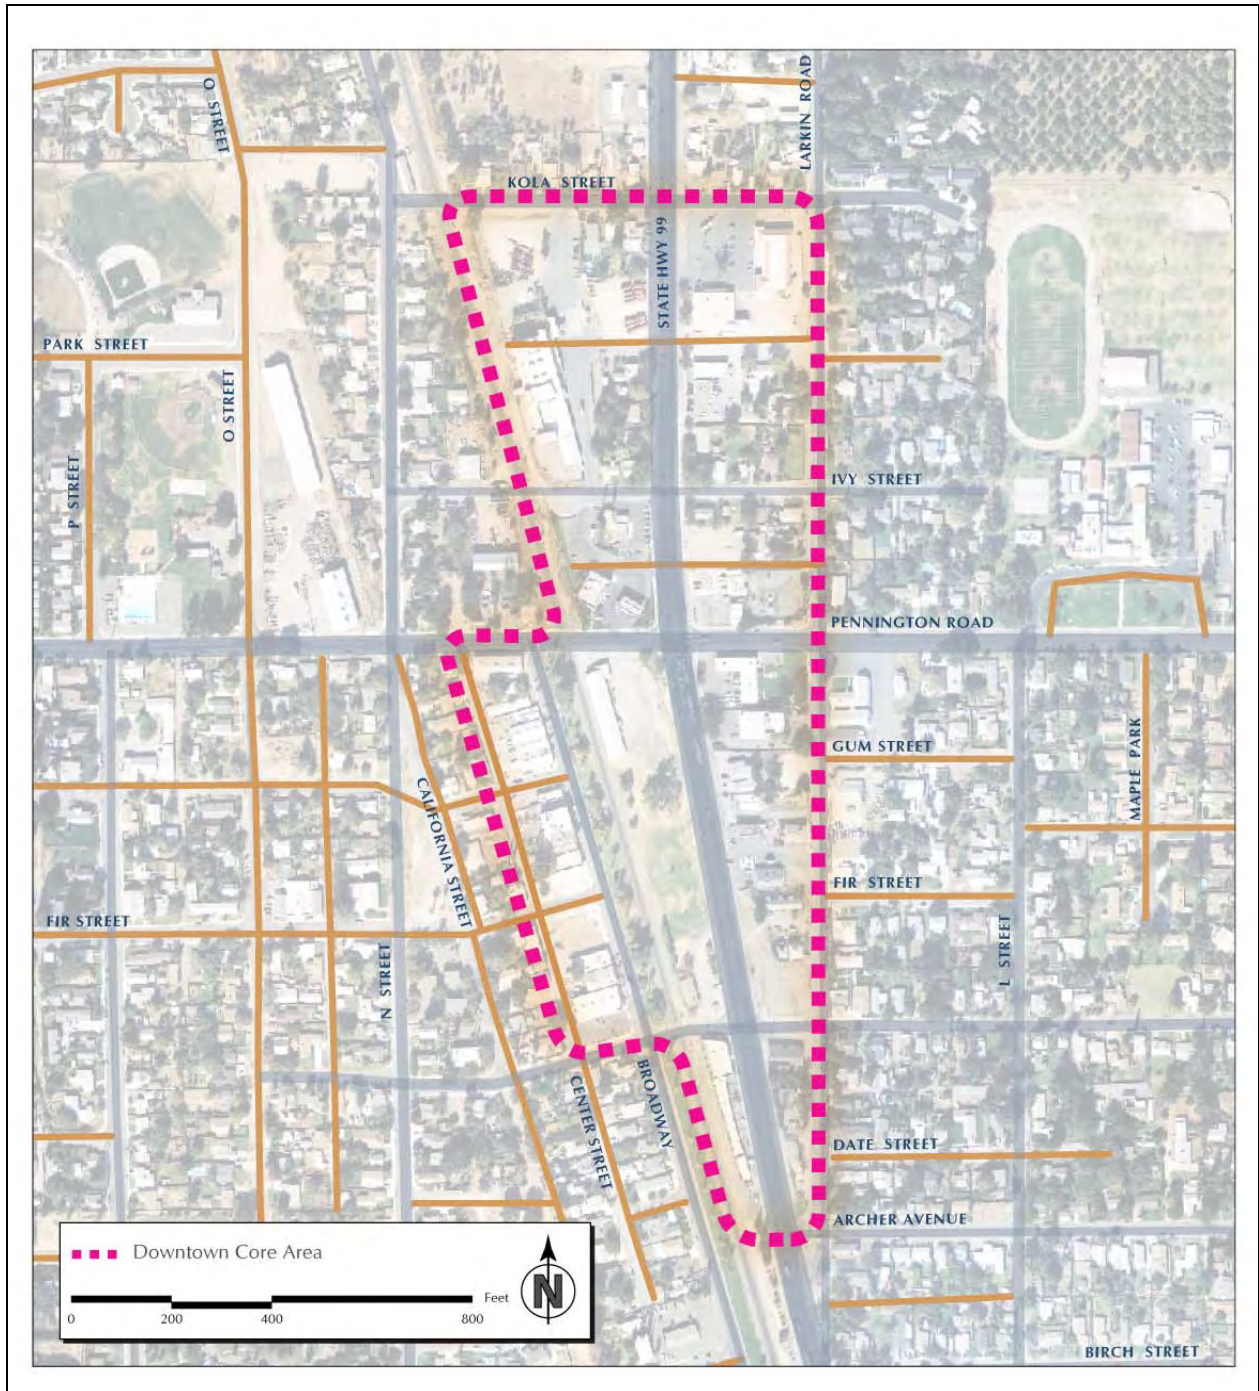 O STREET
LARKIN ROAD
KOLA STREET
STATE HWY 99
PARK STREET
O STREET
P STREET
IVY STREET
PENNINGTON ROAD
GUM STREET
MAPLE PARK
CALIFORNIA STREET
FIR STREET
FIR STREET
L STREET
N STREET
BROADWAY
CENTER STREET
DATE STREET
ARCHER AVENUE
Downtown Core Area
N
Feet
0 200 400 800
BIRCH STREET